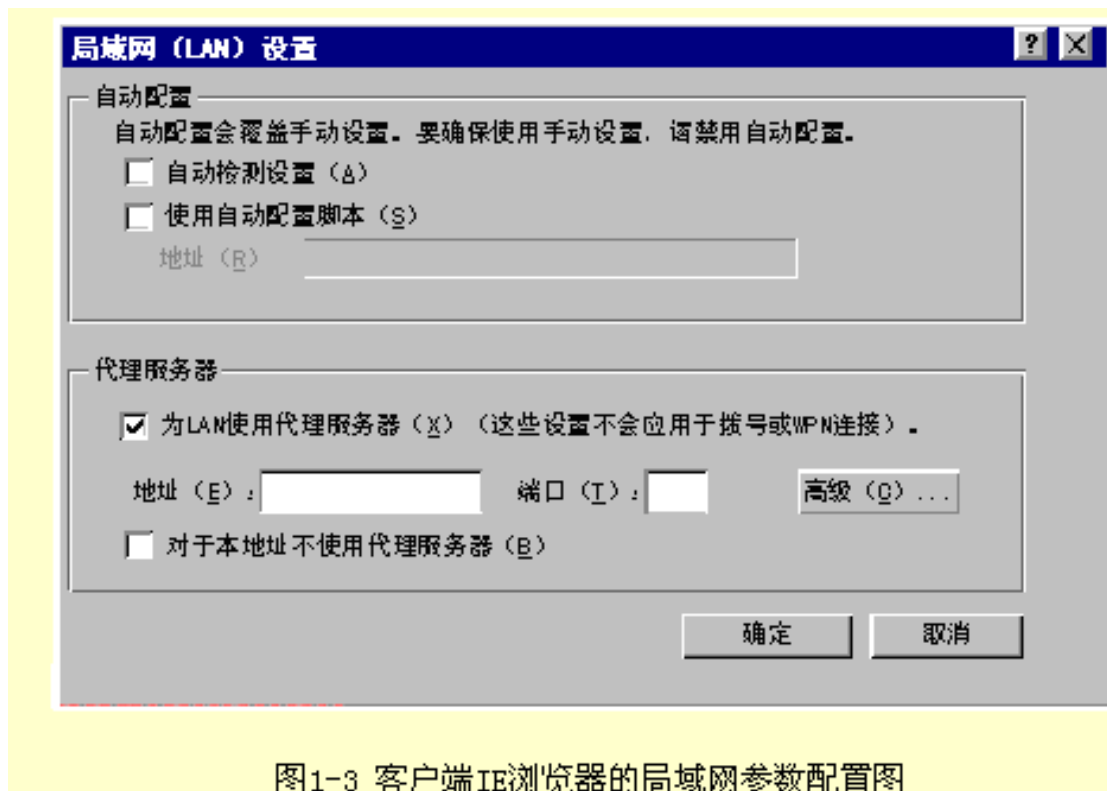 局域网（LAN）设置
自动配置
自动配置会覆盖手动设置。要确保使用手动设置，请禁用自动配置。
自动检测设置（A）
使用自动配置脚本（S）
地址（R）
代理服务器
为LAN使用代理服务器（X）（这些设置不会应用于拨号或WPN连接）。
地址（E）：
端口（T）：
高级（C）...
对于本地址不使用代理服务器（B）
确定
取消
图1-3 客户端IE浏览器的局域网参数配置图